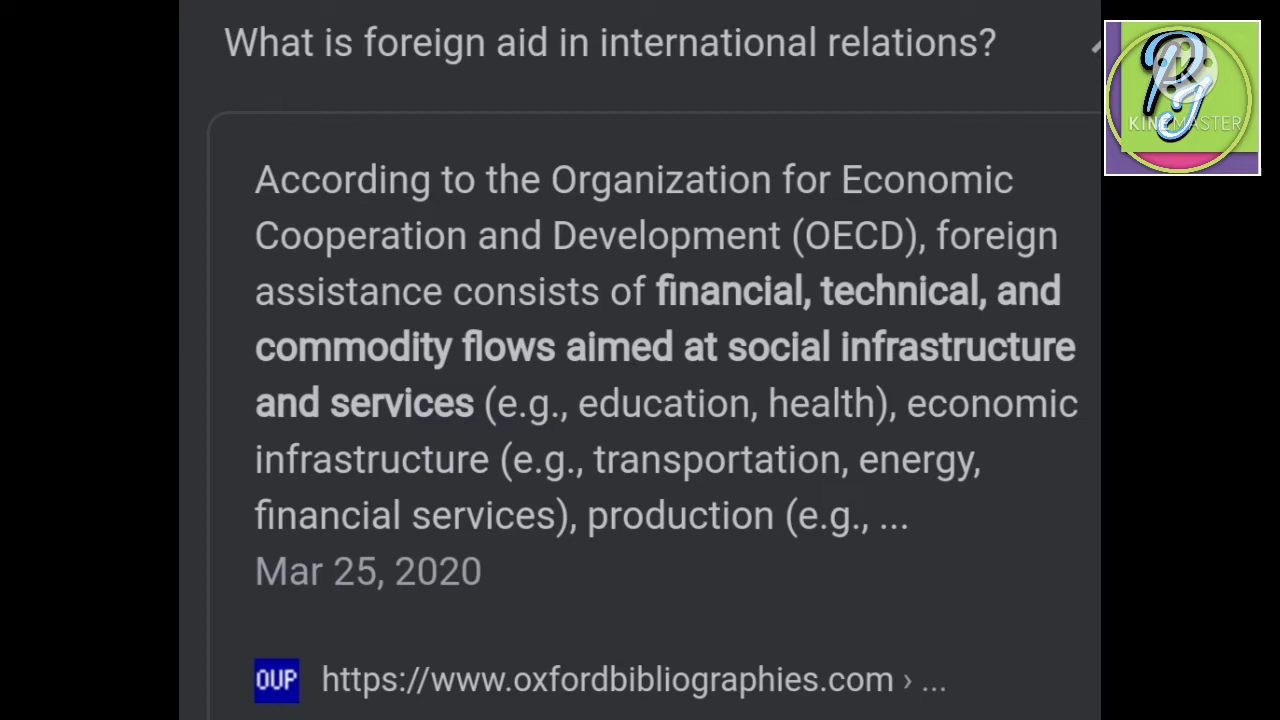 What is foreign aid in international relations?
According to the Organization for Economic
Cooperation and Development (OECD), foreign
assistance consists of financial, technical, and
commodity flows aimed at social infrastructure
and services (e.g., education, health), economic
infrastructure (e.g., transportation, energy,
financial services), production (e.g., ...
Mar 25, 2020
OUP https://www.oxfordbibliographies.com › ...
KINEMASTER